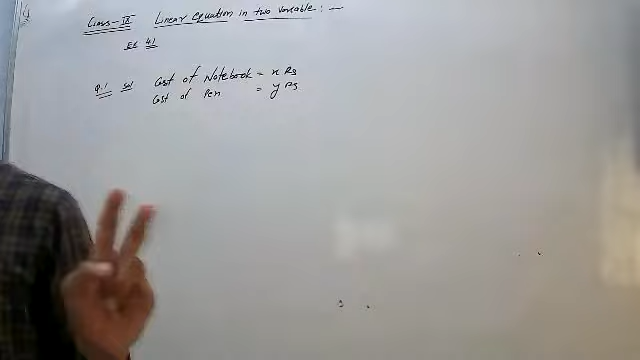 Class-IX Linear equation in two variable:-
Ex 4.1
Q.1 Sol Cost of Notebook = x Rs
Cost of Pen = y Rs